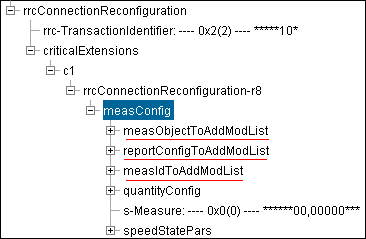 rrcConnectionReconfiguration
rrc-TransactionIdentifier: ---- 0x2(2) ---- *****10*
criticalExtensions
c1
rrcConnectionReconfiguration-r8
measConfig
measObjectToAddModList
reportConfigToAddModList
measIdToAddModList
quantityConfig
s-Measure: ---- 0x0(0) ---- ******00,00000***
speedStatePars